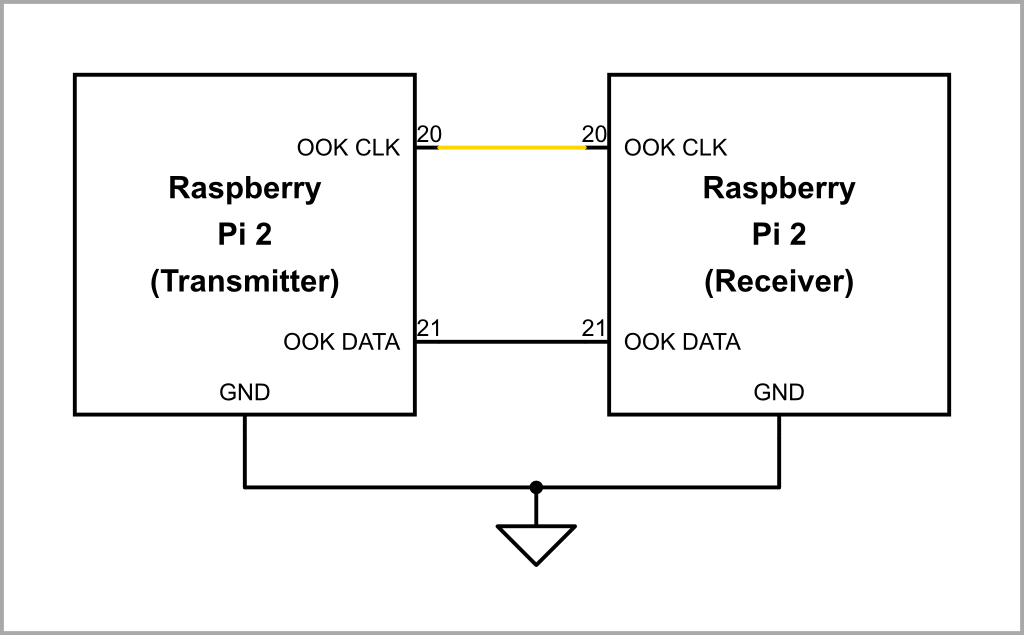 20
OOK CLK
Raspberry
Pi 2
(Transmitter)
21
OOK DATA
GND
20
OOK CLK
Raspberry
Pi 2
(Receiver)
21
OOK DATA
GND